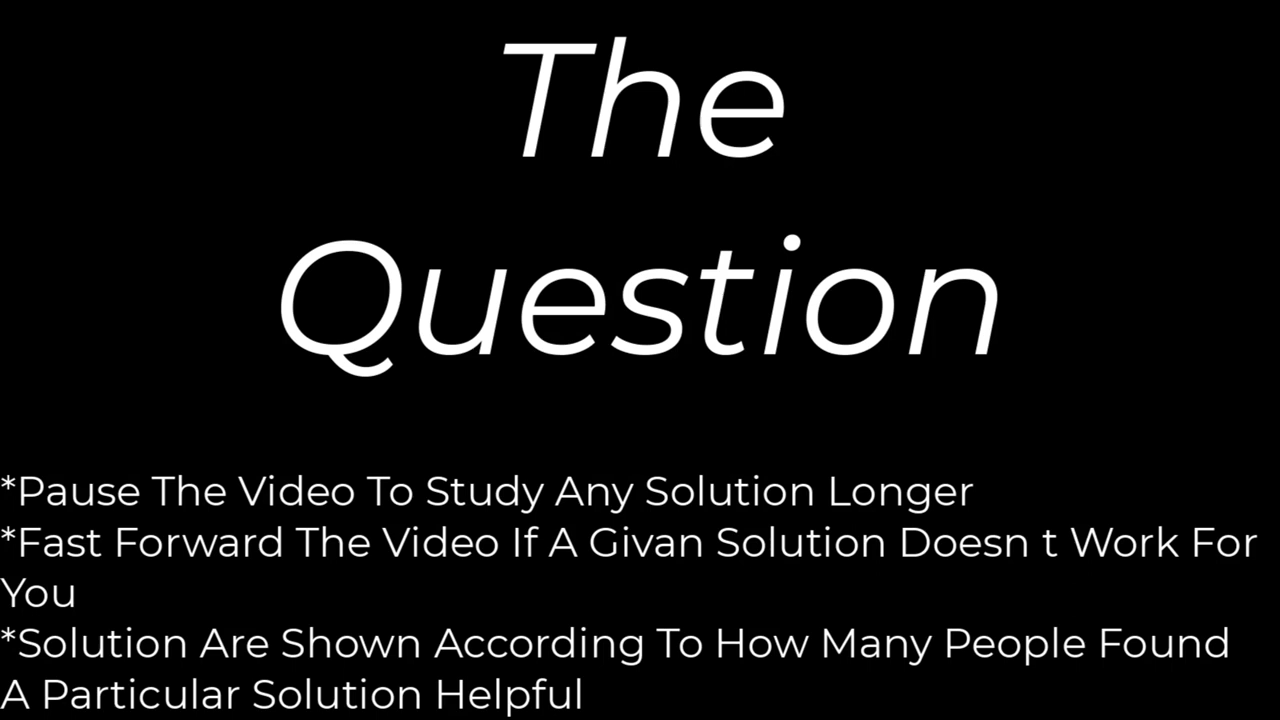 The
Question
*Pause The Video To Study Any Solution Longer
*Fast Forward The Video If A Givan Solution Doesn t Work For
You
*Solution Are Shown According To How Many People Found
A Particular Solution Helpful